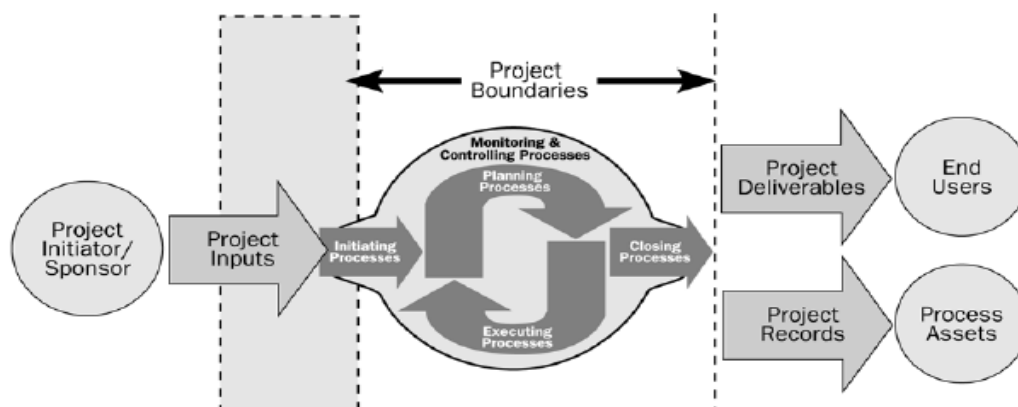 Project
Boundaries
Monitoring &
Controlling Processes
Planning
Processes
Project
Initiator/
Sponsor
Project
Inputs
Initiating
Processes
Closing
Processes
Executing
Processes
Project
Deliverables
End
Users
Project
Records
Process
Assets